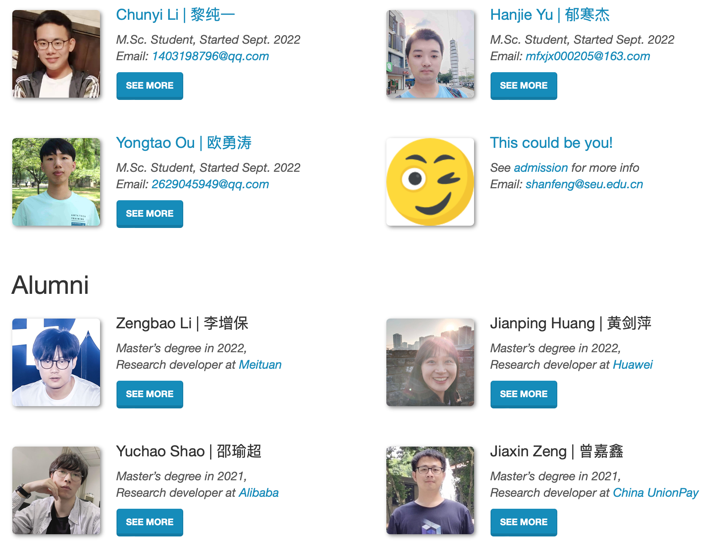 Chunyi Li | 黎纯一
M.Sc. Student, Started Sept. 2022
Email: 1403198796@qq.com
SEE MORE
Hanjie Yu | 郁寒杰
M.Sc. Student, Started Sept. 2022
Email: mfxjx000205@163.com
SEE MORE
Yongtao Ou | 欧勇涛
M.Sc. Student, Started Sept. 2022
Email: 2629045949@qq.com
SEE MORE
This could be you!
See admission for more info
Email: shanfeng@seu.edu.cn
Alumni
Zengbao Li | 李增保
Master's degree in 2022,
Research developer at Meituan
SEE MORE
Jianping Huang | 黄剑萍
Master's degree in 2022,
Research developer at Huawei
SEE MORE
Yuchao Shao | 邵瑜超
Master's degree in 2021,
Research developer at Alibaba
SEE MORE
Jiaxin Zeng | 曾嘉鑫
Master's degree in 2021,
Research developer at China UnionPay
SEE MORE